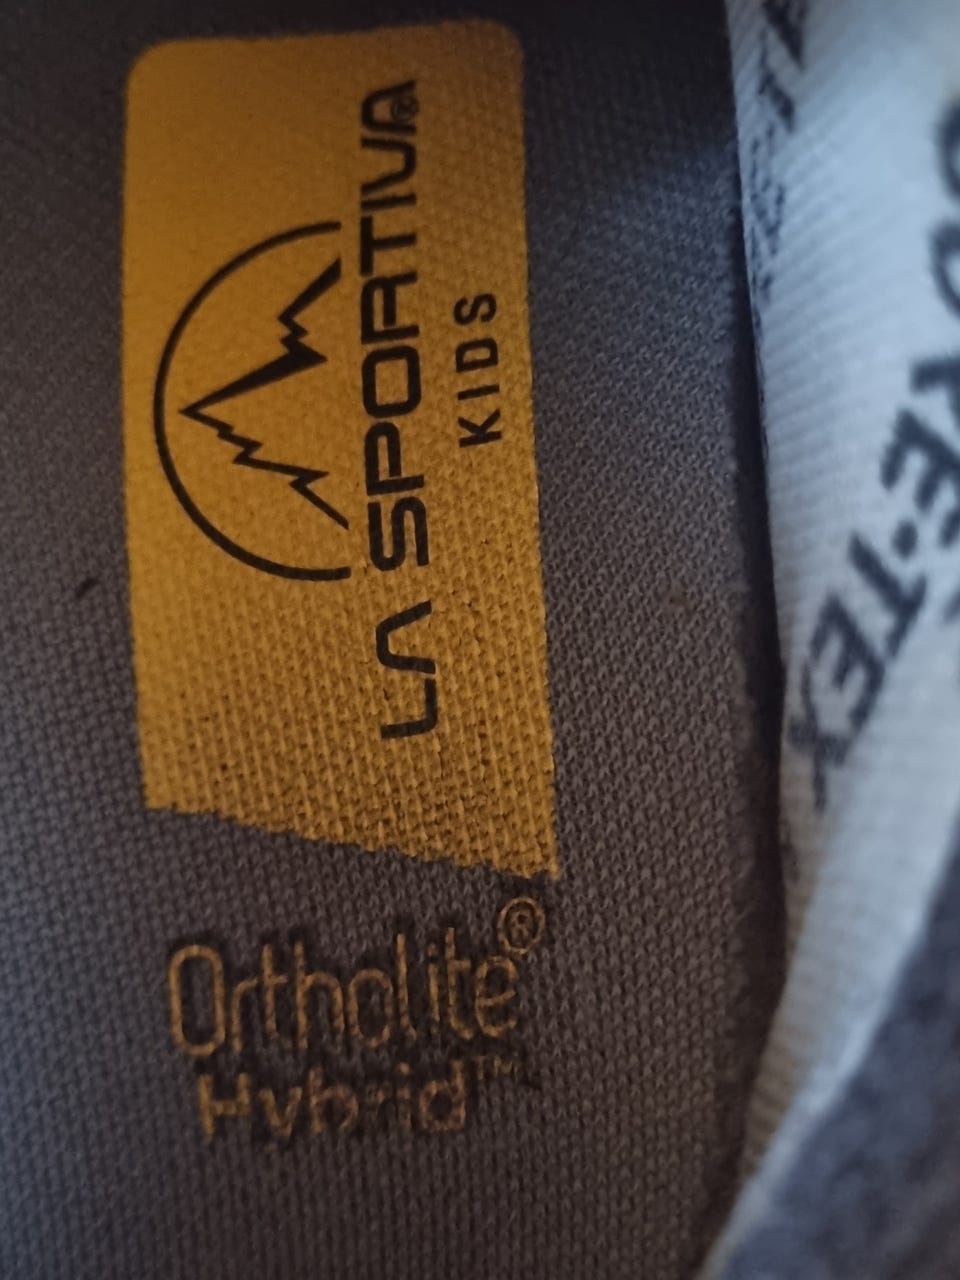 LA SPORTIVA®
KIDS
Ortholite®
Hybrid™